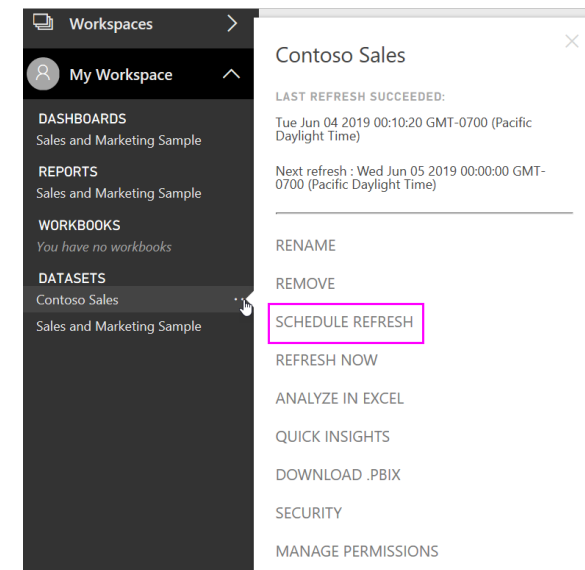 Workspaces
My Workspace
DASHBOARDS
Sales and Marketing Sample
REPORTS
Sales and Marketing Sample
WORKBOOKS
You have no workbooks
DATASETS
Contoso Sales
Sales and Marketing Sample
Contoso Sales
LAST REFRESH SUCCEEDED:
Tue Jun 04 2019 00:10:20 GMT-0700 (Pacific
Daylight Time)
Next refresh : Wed Jun 05 2019 00:00:00 GMT-
0700 (Pacific Daylight Time)
RENAME
REMOVE
SCHEDULE REFRESH
REFRESH NOW
ANALYZE IN EXCEL
QUICK INSIGHTS
DOWNLOAD .PBIX
SECURITY
MANAGE PERMISSIONS